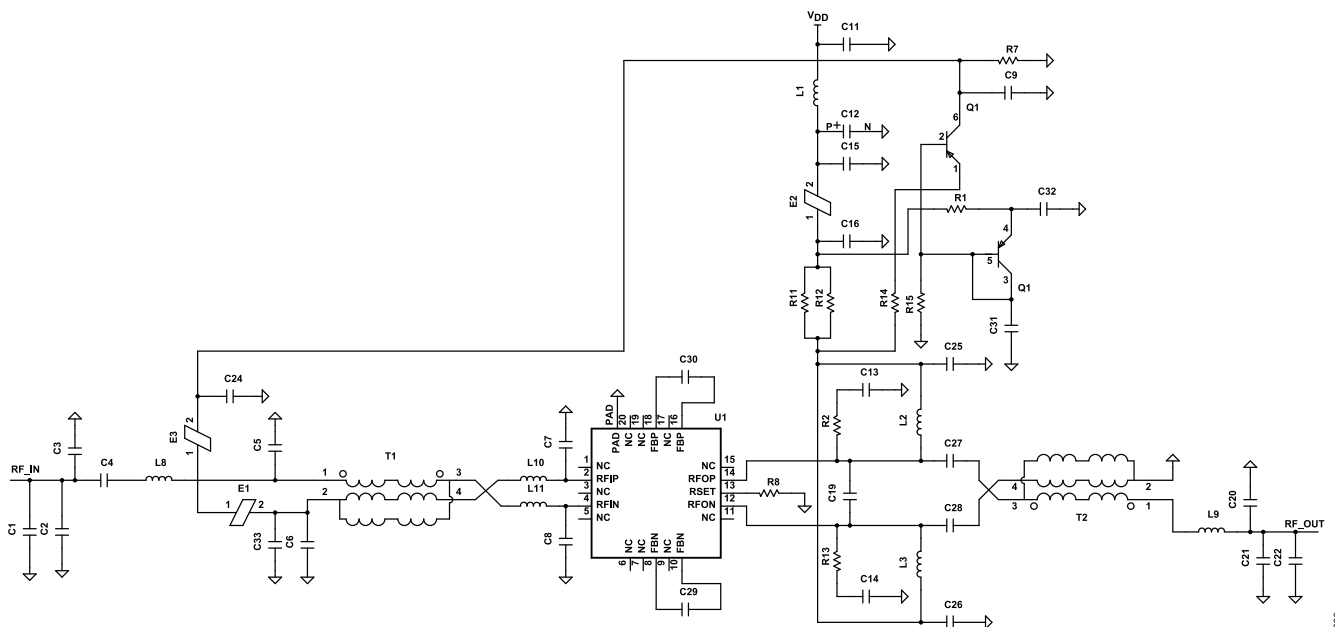 VDD
C11
R7
L1
C9
Q1
6
C12
P+ N
2
C15
1
2
E2
1
R1
C32
4
C16
5
3
Q1
R11
R12
R14
R15
C31
C30
C25
C13
C24
PAD
U1
20 19 18 17 16
PAD NC FBP NC FBP
R2
L2
2
E3
1
C3
C5
C7
RF_IN
C4
L8
1
T1
3
L10
1 NC
2 RFIP
3 NC
4 RFIN
5 NC
NC 15
RFOP 14
RSET 13
RFON 12
NC 11
C27
4
2
R8
C19
E1
1 2
2
4
L11
C28
3
T2
1
C20
L9
RF_OUT
C1
C2
C33
C6
C8
NC NC FBN NC FBN
6 7 8 9 10
R13
L3
C21
C22
C14
C29
C26